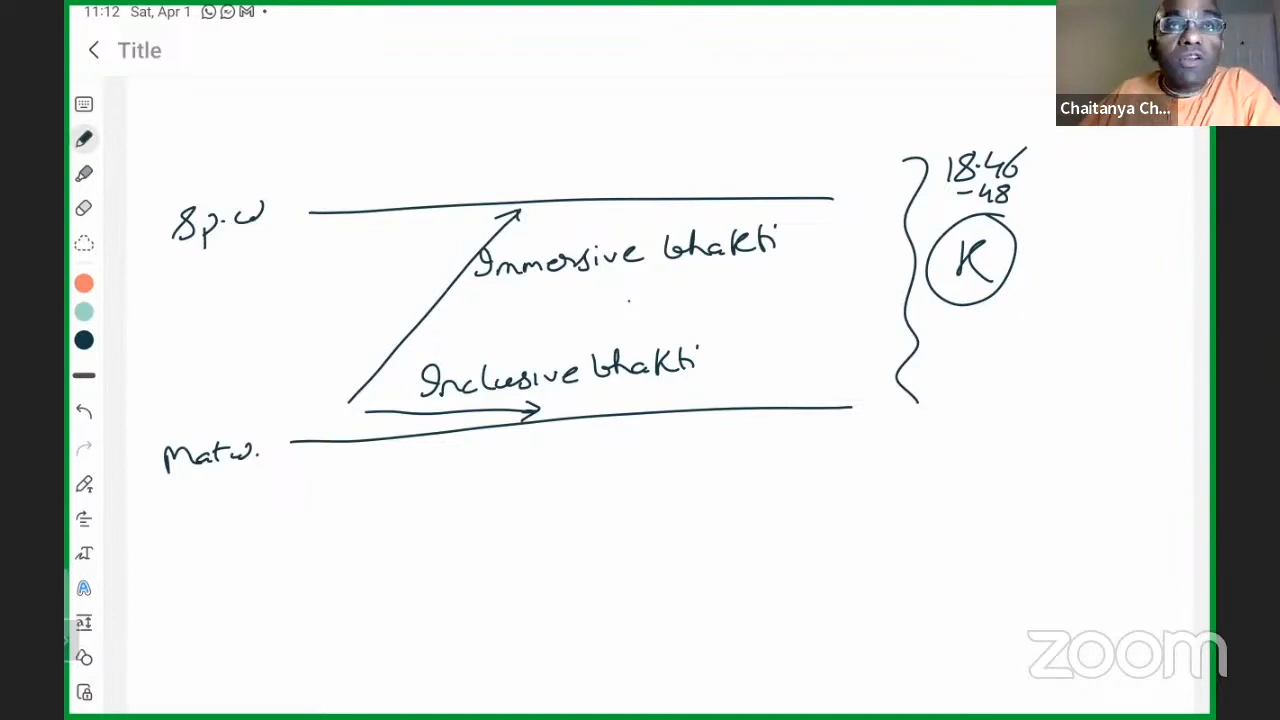 11:12 Sat, Apr 1
Title
Chaitanya Ch...
18.46
-48
Sp.w
Immersive bhakti
K
Inclusive bhakti
Mat w.
zoom